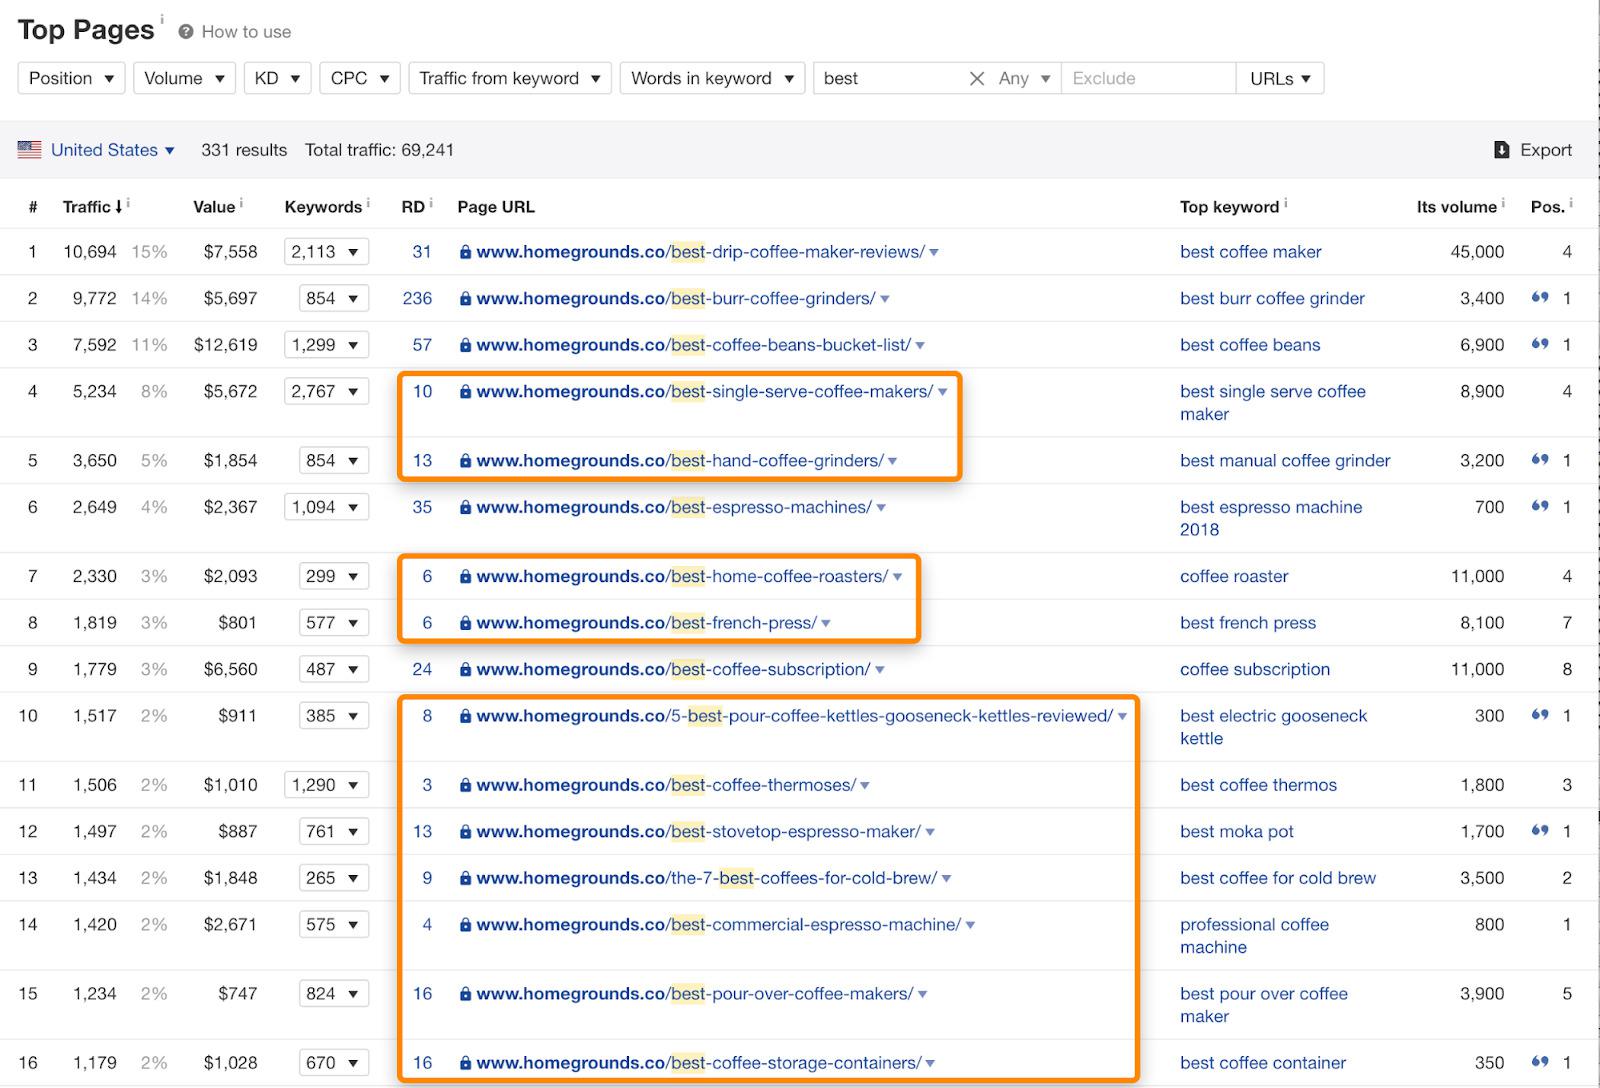 Top Pages i How to use
Position Volume KD CPC Traffic from keyword Words in keyword best Any Exclude URLs
United States 331 results Total traffic: 69,241 Export
# Traffic i Value i Keywords i RD i Page URL Top keyword i Its volume i Pos. i
1 10,694 15% $7,558 2,113 31 www.homegrounds.co/best-drip-coffee-maker-reviews/ best coffee maker 45,000 4
2 9,772 14% $5,697 854 236 www.homegrounds.co/best-burr-coffee-grinders/ best burr coffee grinder 3,400 1
3 7,592 11% $12,619 1,299 57 www.homegrounds.co/best-coffee-beans-bucket-list/ best coffee beans 6,900 1
4 5,234 8% $5,672 2,767 10 www.homegrounds.co/best-single-serve-coffee-makers/ best single serve coffee 8,900 4
maker
5 3,650 5% $1,854 854 13 www.homegrounds.co/best-hand-coffee-grinders/ best manual coffee grinder 3,200 1
6 2,649 4% $2,367 1,094 35 www.homegrounds.co/best-espresso-machines/ best espresso machine 700 1
2018
7 2,330 3% $2,093 299 6 www.homegrounds.co/best-home-coffee-roasters/ coffee roaster 11,000 4
8 1,819 3% $801 577 6 www.homegrounds.co/best-french-press/ best french press 8,100 7
9 1,779 3% $6,560 487 24 www.homegrounds.co/best-coffee-subscription/ coffee subscription 11,000 8
10 1,517 2% $911 385 8 www.homegrounds.co/5-best-pour-coffee-kettles-gooseneck-kettles-reviewed/ best electric gooseneck 300 1
kettle
11 1,506 2% $1,010 1,290 3 www.homegrounds.co/best-coffee-thermoses/ best coffee thermos 1,800 3
12 1,497 2% $887 761 13 www.homegrounds.co/best-stovetop-espresso-maker/ best moka pot 1,700 1
13 1,434 2% $1,848 265 9 www.homegrounds.co/the-7-best-coffees-for-cold-brew/ best coffee for cold brew 3,500 2
14 1,420 2% $2,671 575 4 www.homegrounds.co/best-commercial-espresso-machine/ professional coffee 800 1
machine
15 1,234 2% $747 824 16 www.homegrounds.co/best-pour-over-coffee-makers/ best pour over coffee 3,900 5
maker
16 1,179 2% $1,028 670 16 www.homegrounds.co/best-coffee-storage-containers/ best coffee container 350 1